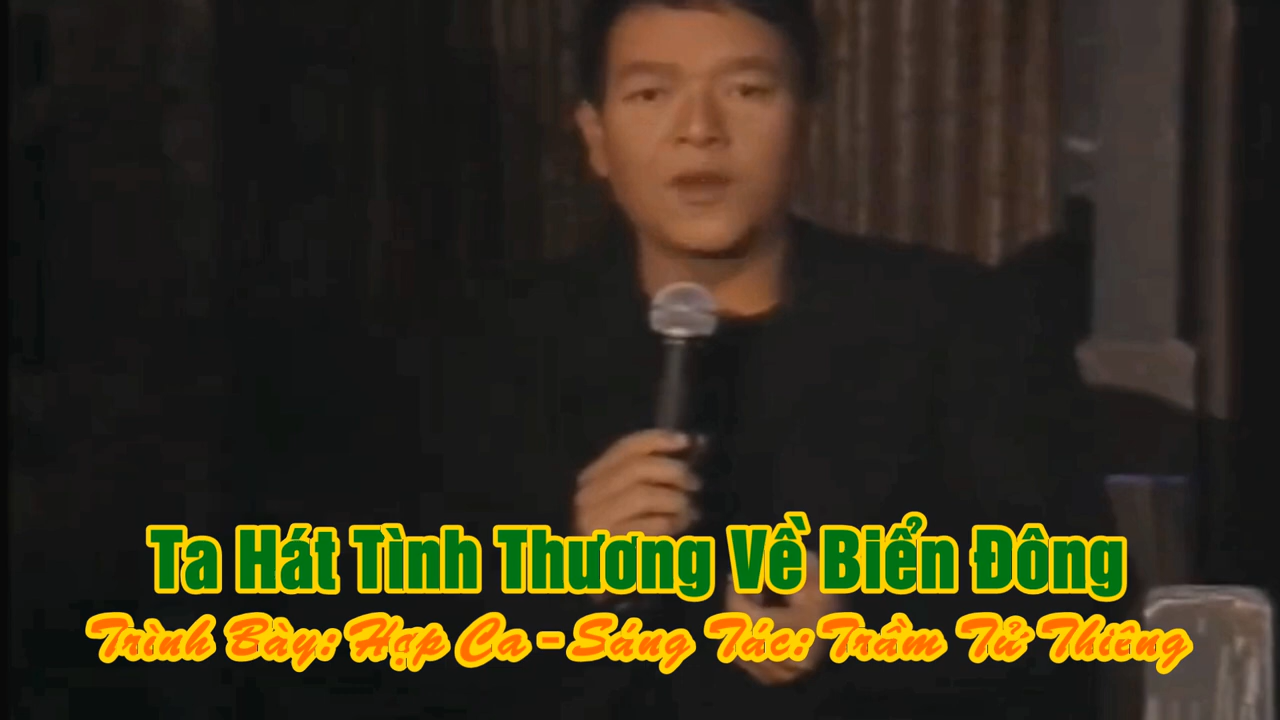 Ta Hát Tình Thương Về Biển Đông
Trình Bày: Hợp Ca - Sáng Tác: Trầm Tử Thiêng